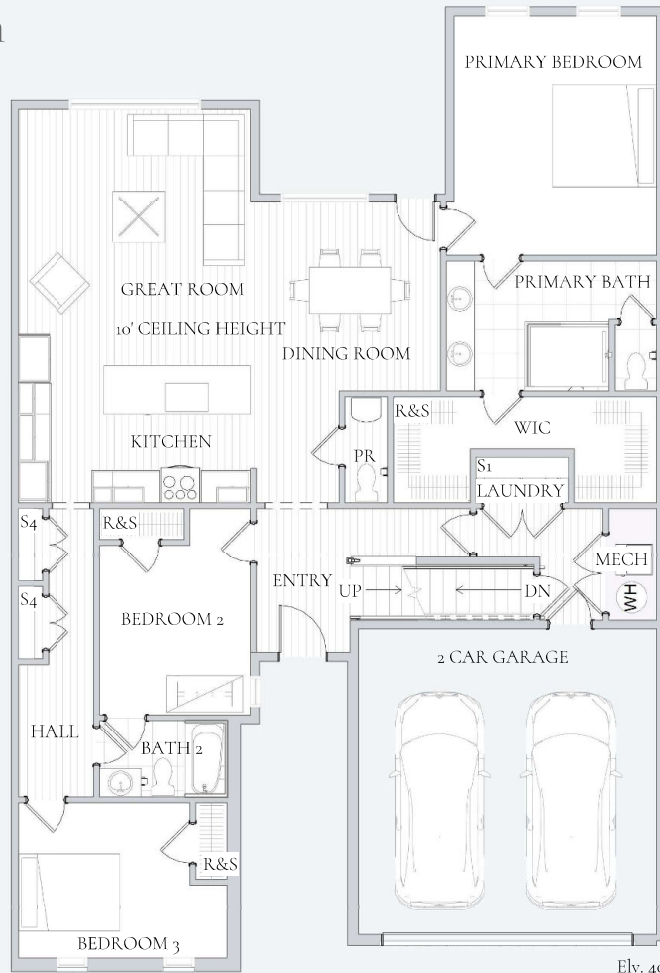 PRIMARY BEDROOM
GREAT ROOM
PRIMARY BATH
10' CEILING HEIGHT
DINING ROOM
R&S
WIC
KITCHEN
PR
S1
LAUNDRY
S4
R&S
MECH
ENTRY
UP
DN
WH
S4
BEDROOM 2
2 CAR GARAGE
HALL
BATH 2
R&S
BEDROOM 3
Elv.